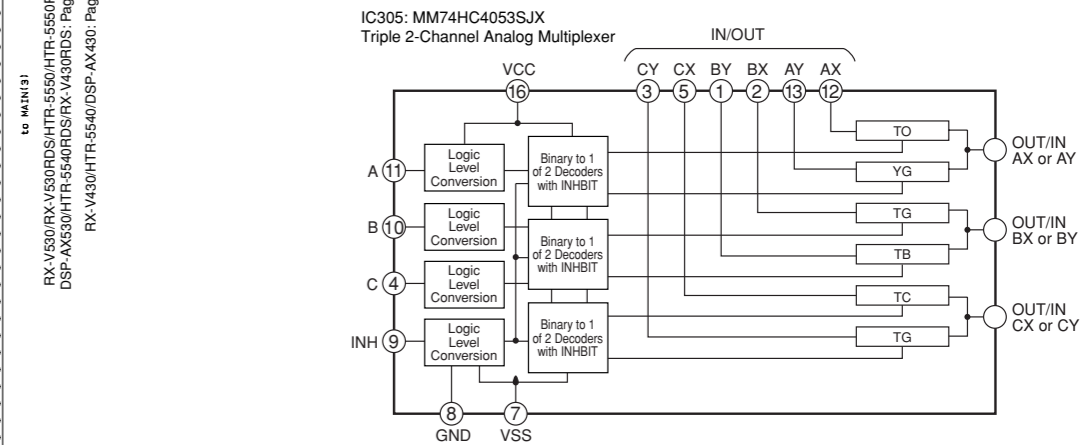 to MAIN(3)
RX-V530/RX-V530RDS/HTR-5550/HTR-5550R
DSP-AX530/HTR-5540RDS/RX-V430RDS: Pag
RX-V430/HTR-5540/DSP-AX430: Pag
IC305: MM74HC4053SJX
Triple 2-Channel Analog Multiplexer
IN/OUT
VCC CY CX BY BX AY AX
16 3 5 1 2 13 12
TO
OUT/IN
AX or AY
A 11
Logic
Level
Conversion
Binary to 1
of 2 Decoders
with INHBIT
YG
B 10
Logic
Level
Conversion
TG
OUT/IN
BX or BY
Binary to 1
of 2 Decoders
with INHBIT
TB
C 4
Logic
Level
Conversion
TC
OUT/IN
CX or CY
INH 9
Logic
Level
Conversion
Binary to 1
of 2 Decoders
with INHBIT
TG
8 7
GND VSS